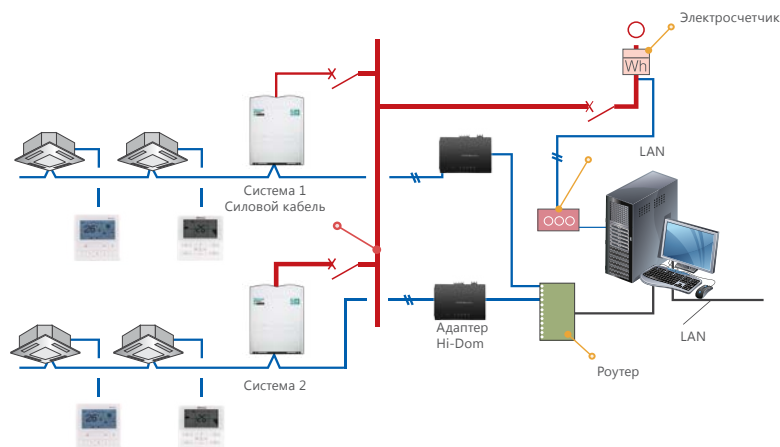 Электросчетчик
Wh
LAN
Система 1
Силовой кабель
Адаптер
Hi-Dom
LAN
Роутер
Система 2